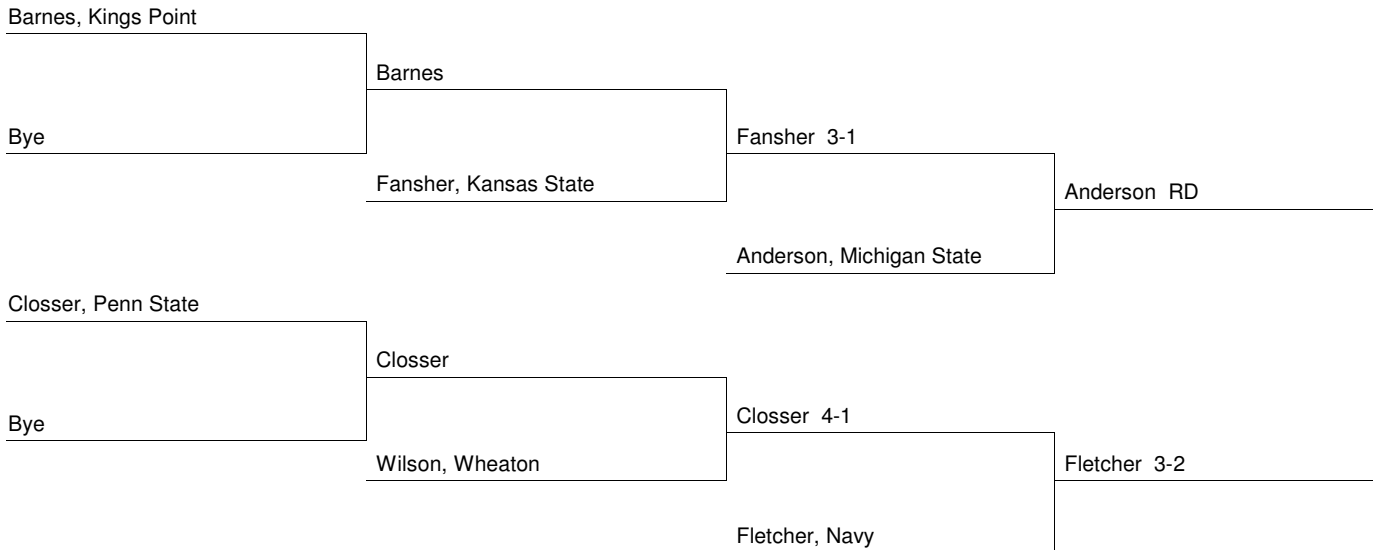 Barnes, Kings Point
Barnes
Bye
Fansher 3-1
Fansher, Kansas State
Anderson RD
Anderson, Michigan State
Closser, Penn State
Closser
Bye
Closser 4-1
Wilson, Wheaton
Fletcher 3-2
Fletcher, Navy